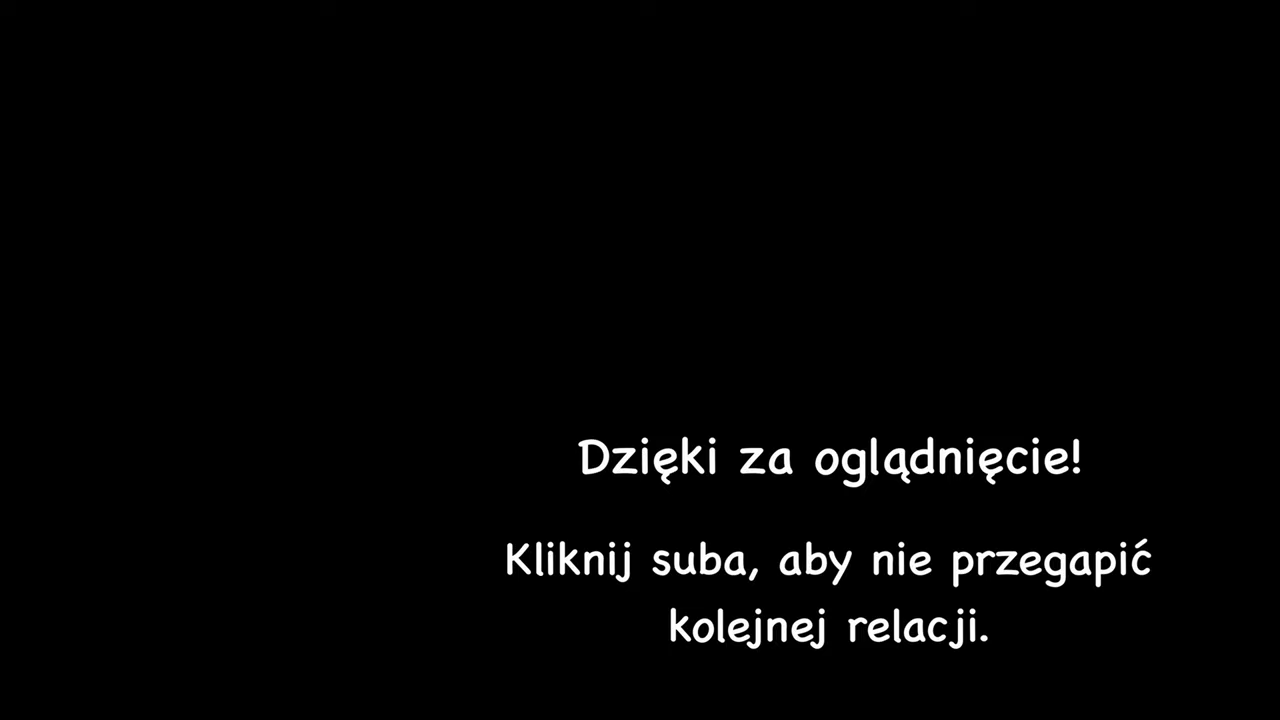 Dzięki za oglądnięcie!
Kliknij suba, aby nie przegapić
kolejnej relacji.